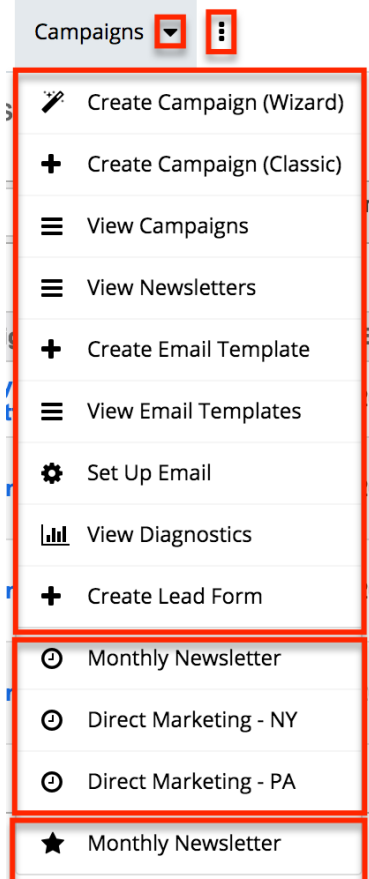 Campaigns
Create Campaign (Wizard)
Create Campaign (Classic)
View Campaigns
View Newsletters
Create Email Template
View Email Templates
Set Up Email
View Diagnostics
Create Lead Form
Monthly Newsletter
Direct Marketing - NY
Direct Marketing - PA
Monthly Newsletter